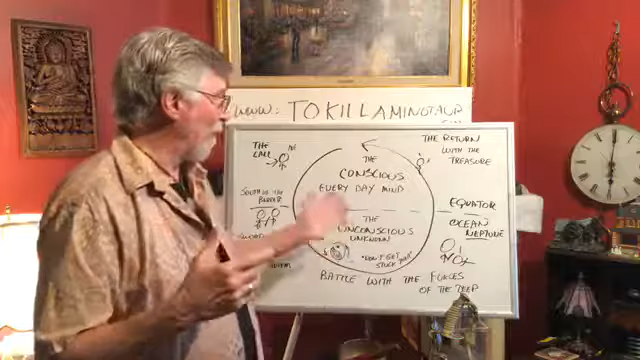 WWW: TOKILLAMINOTAUR
THE CALL
THE RETURN
WITH THE
TREASURE
THE
CONSCIOUS
EVERY DAY MIND
SOUTH OF THE
BORDER
EQUATOR
THE
UNCONSCIOUS
UNKNOWN
OCEAN
NEPTUNE
BATTLE WITH THE FORCES
OF THE DEEP